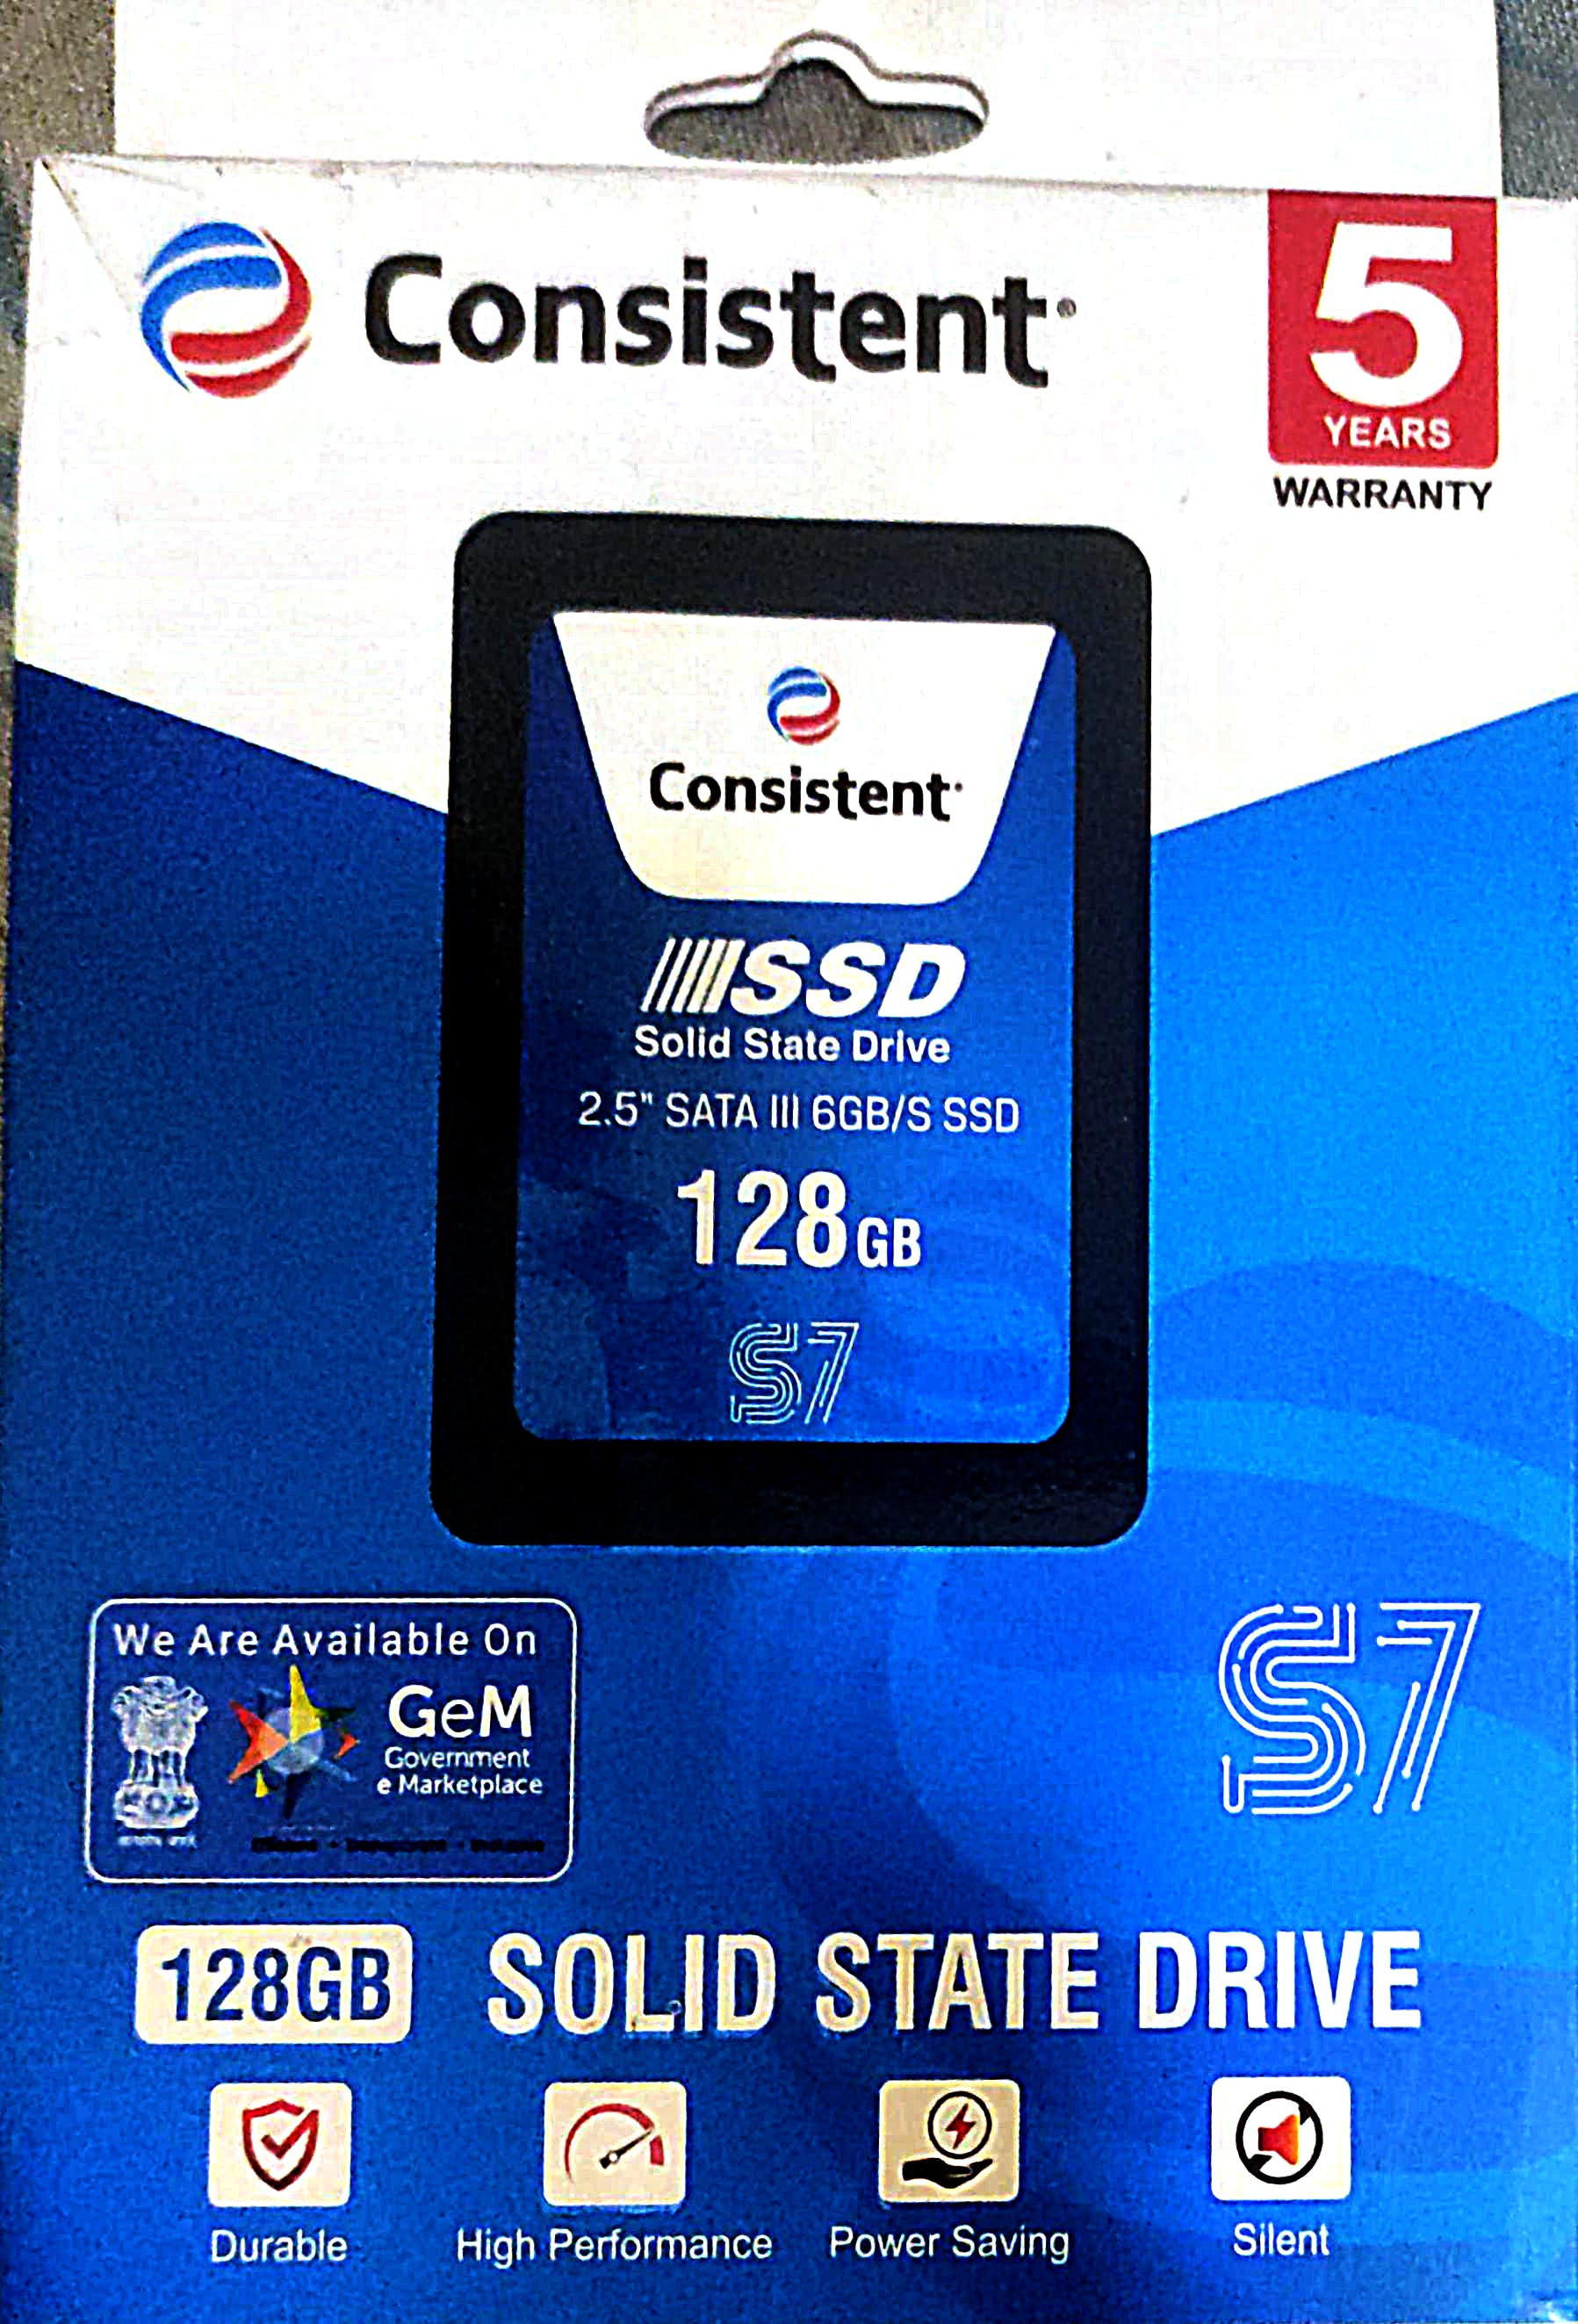 Consistent
5
YEARS
WARRANTY
Consistent
SSD
Solid State Drive
2.5" SATA III 6GB/S SSD
128GB
S7
We Are Available On
GeM
Government
e Marketplace
S7
128GB SOLID STATE DRIVE
Durable High Performance Power Saving Silent